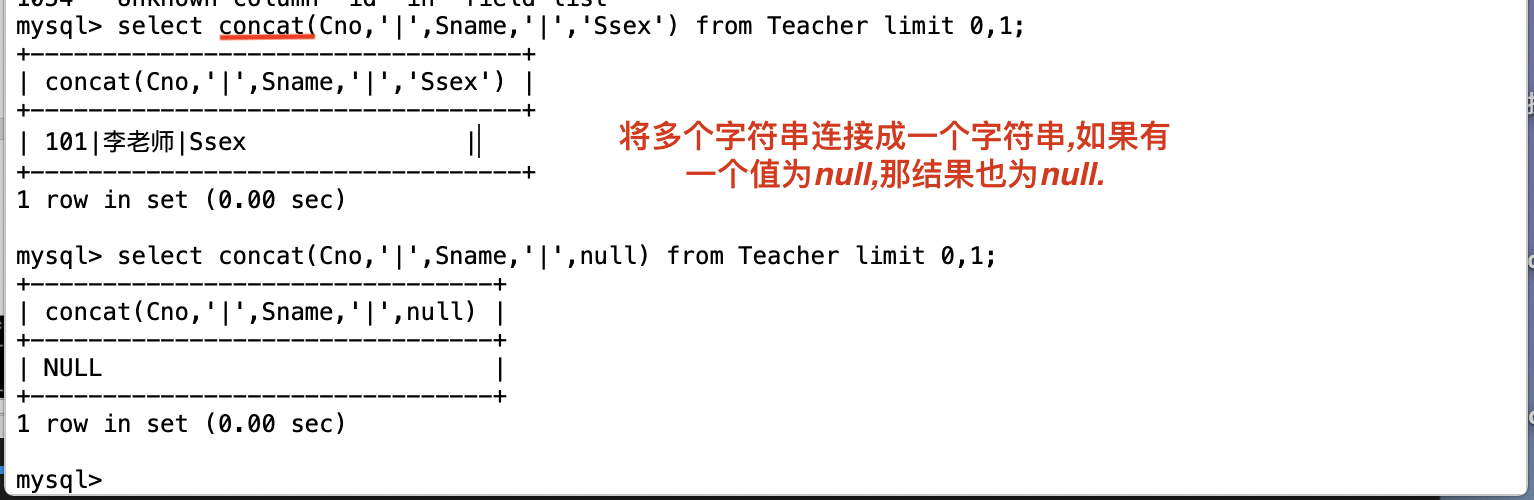 mysql> select concat(Cno,'|',Sname,'|','Ssex') from Teacher limit 0,1;
+----------------------------------+
| concat(Cno,'|',Sname,'|','Ssex') |
+----------------------------------+
| 101|李老师|Ssex                |
+----------------------------------+
1 row in set (0.00 sec)
将多个字符串连接成一个字符串,如果有
一个值为null,那结果也为null.
mysql> select concat(Cno,'|',Sname,'|',null) from Teacher limit 0,1;
+--------------------------------+
| concat(Cno,'|',Sname,'|',null) |
+--------------------------------+
| NULL                           |
+--------------------------------+
1 row in set (0.00 sec)
mysql>